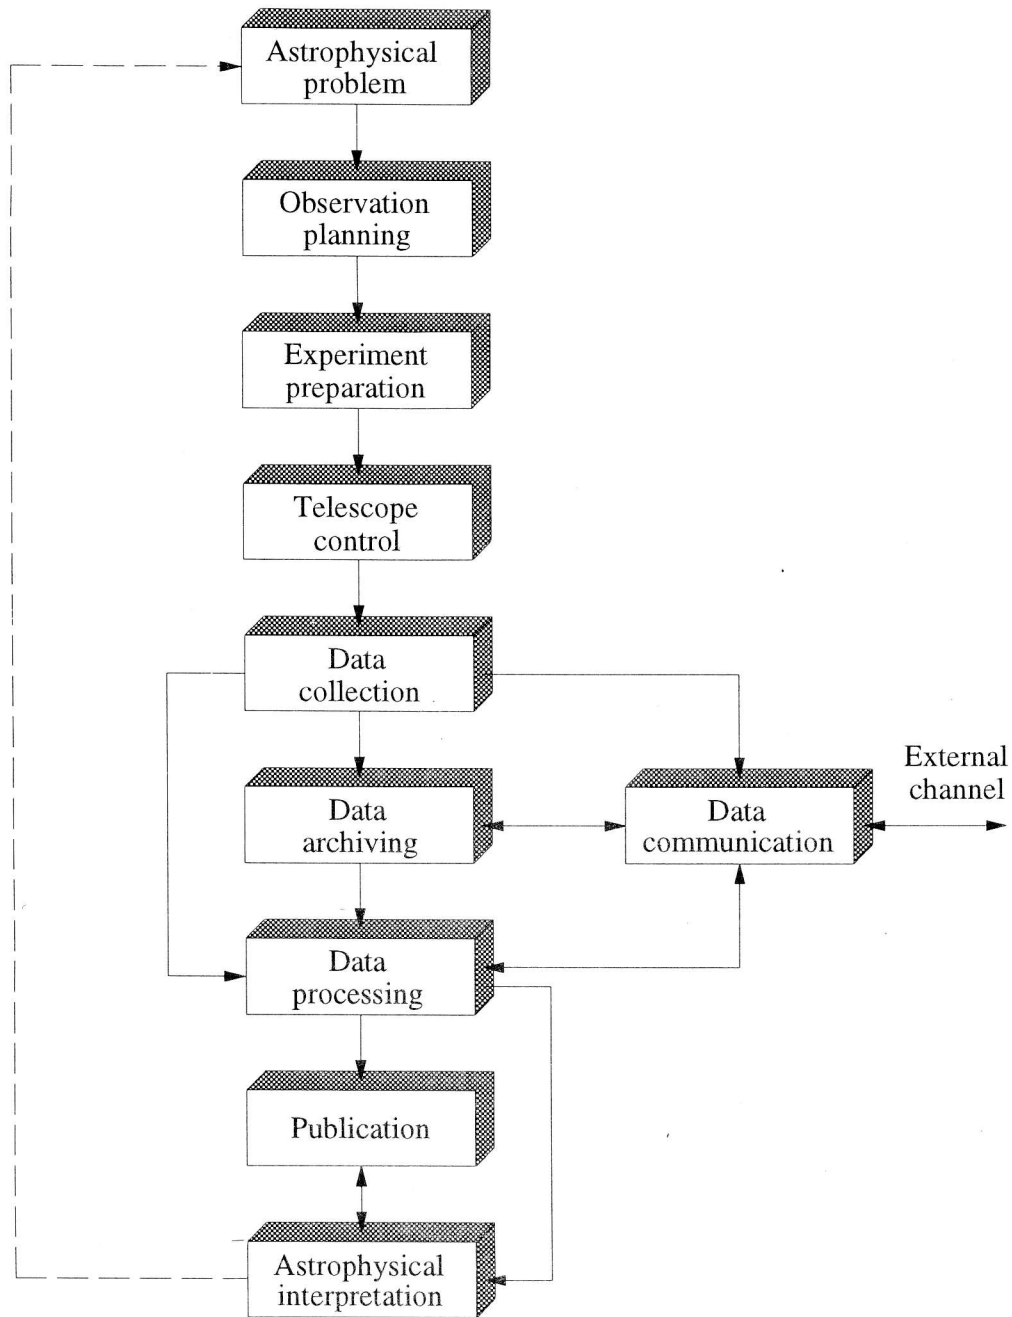 Astrophysical
problem
Observation
planning
Experiment
preparation
Telescope
control
Data
collection
External
channel
Data
archiving
Data
communication
Data
processing
Publication
Astrophysical
interpretation